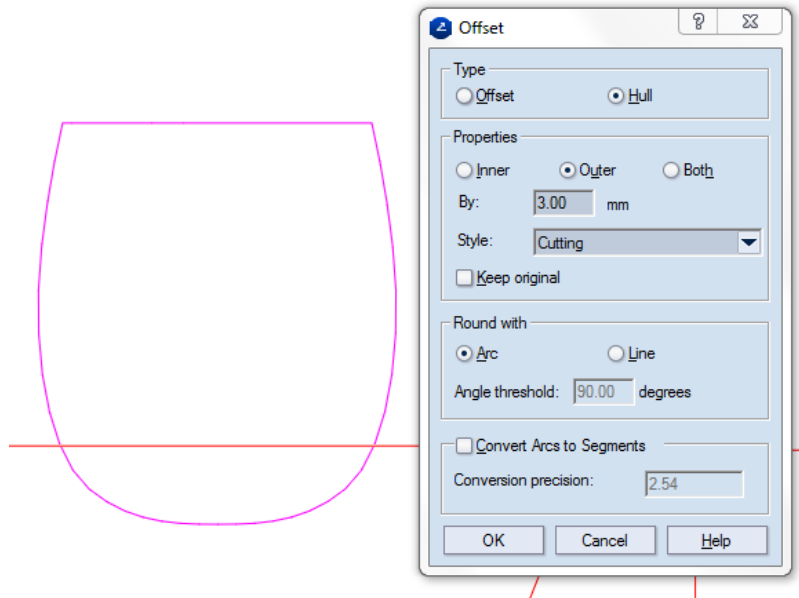 Offset
Type
Offset Hull
Properties
Inner Outer Both
By: 3.00 mm
Style: Cutting
Keep original
Round with
Arc Line
Angle threshold: 90.00 degrees
Convert Arcs to Segments
Conversion precision: 2.54
OK Cancel Help